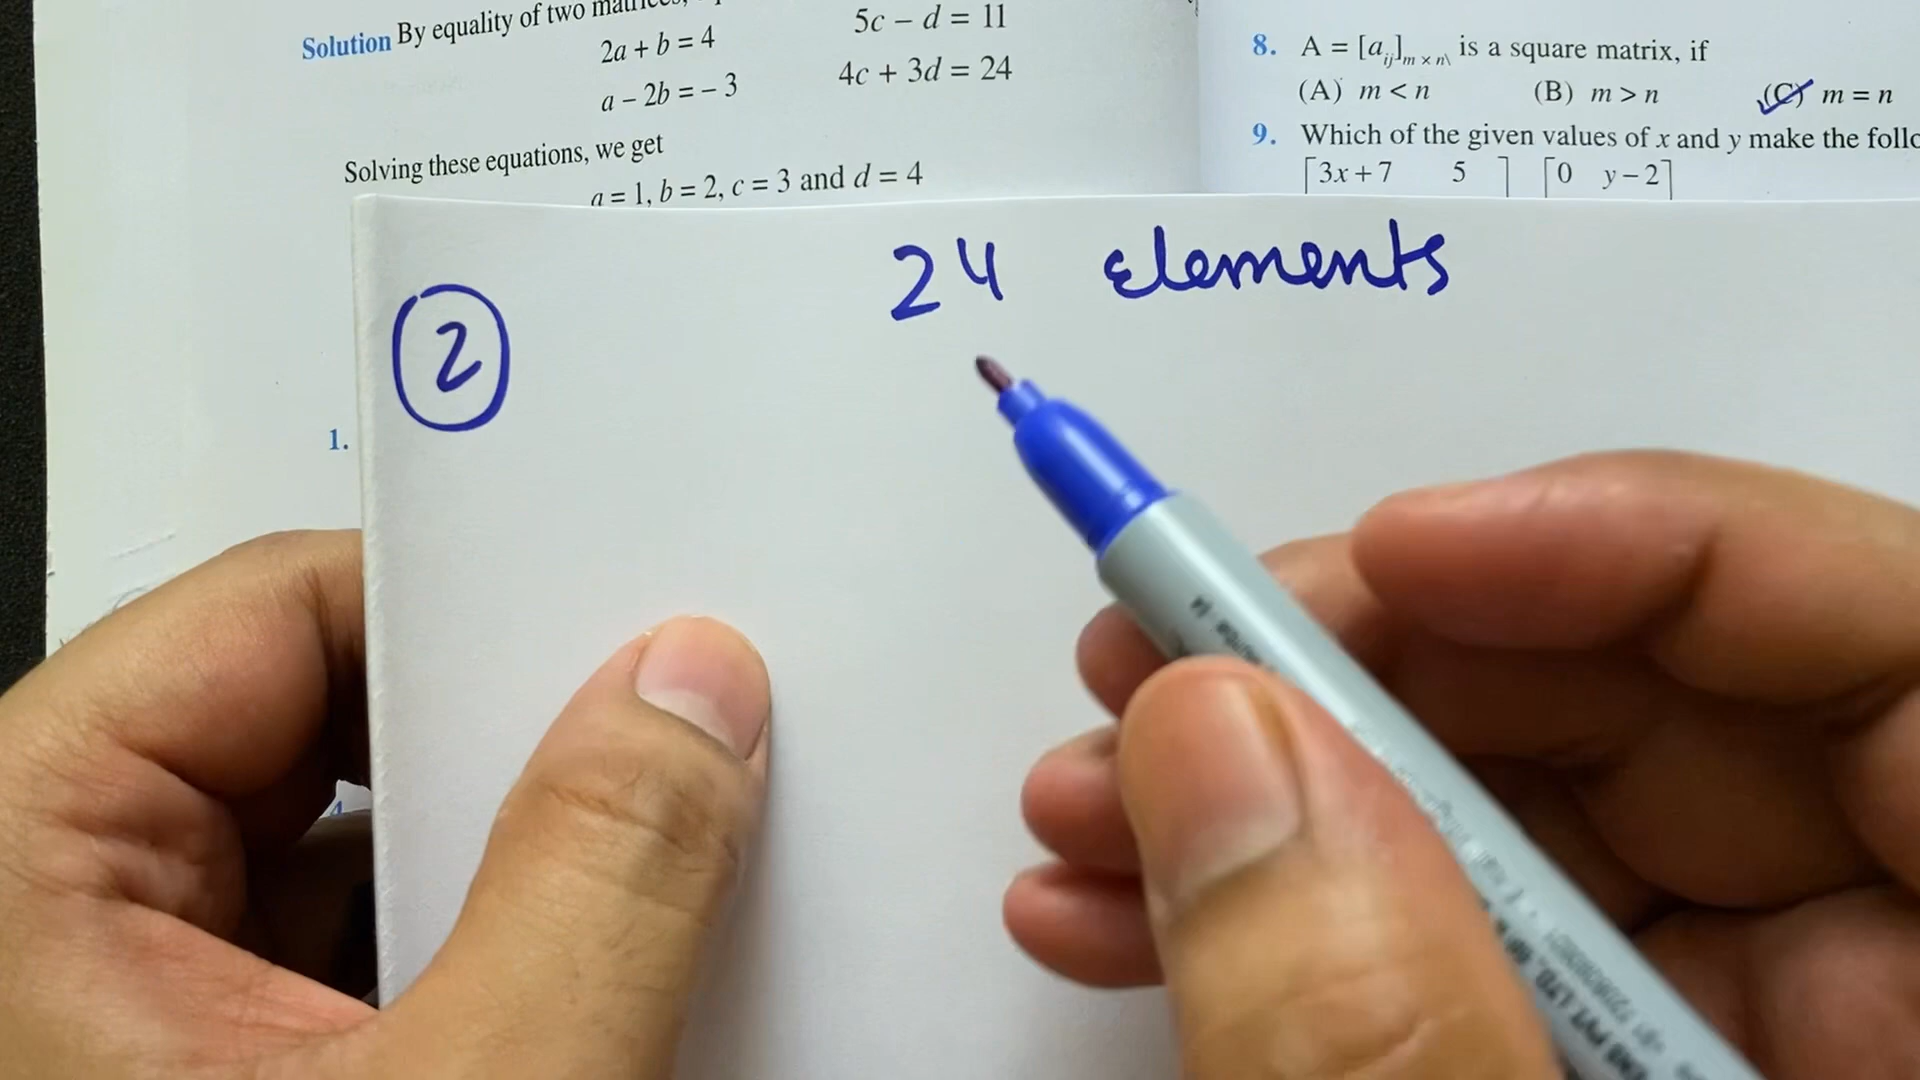 Solution By equality of two
2a + b = 4
5c – d = 11
a – 2b = – 3
4c + 3d = 24
Solving these equations, we get
a = 1, b = 2, c = 3 and d = 4
1.
8. A = [aij]m × n\ is a square matrix, if
(A) m < n (B) m > n (C) m = n
9. Which of the given values of x and y make the
[3x + 7 5] [0 y – 2]
24 Elements
2
4.